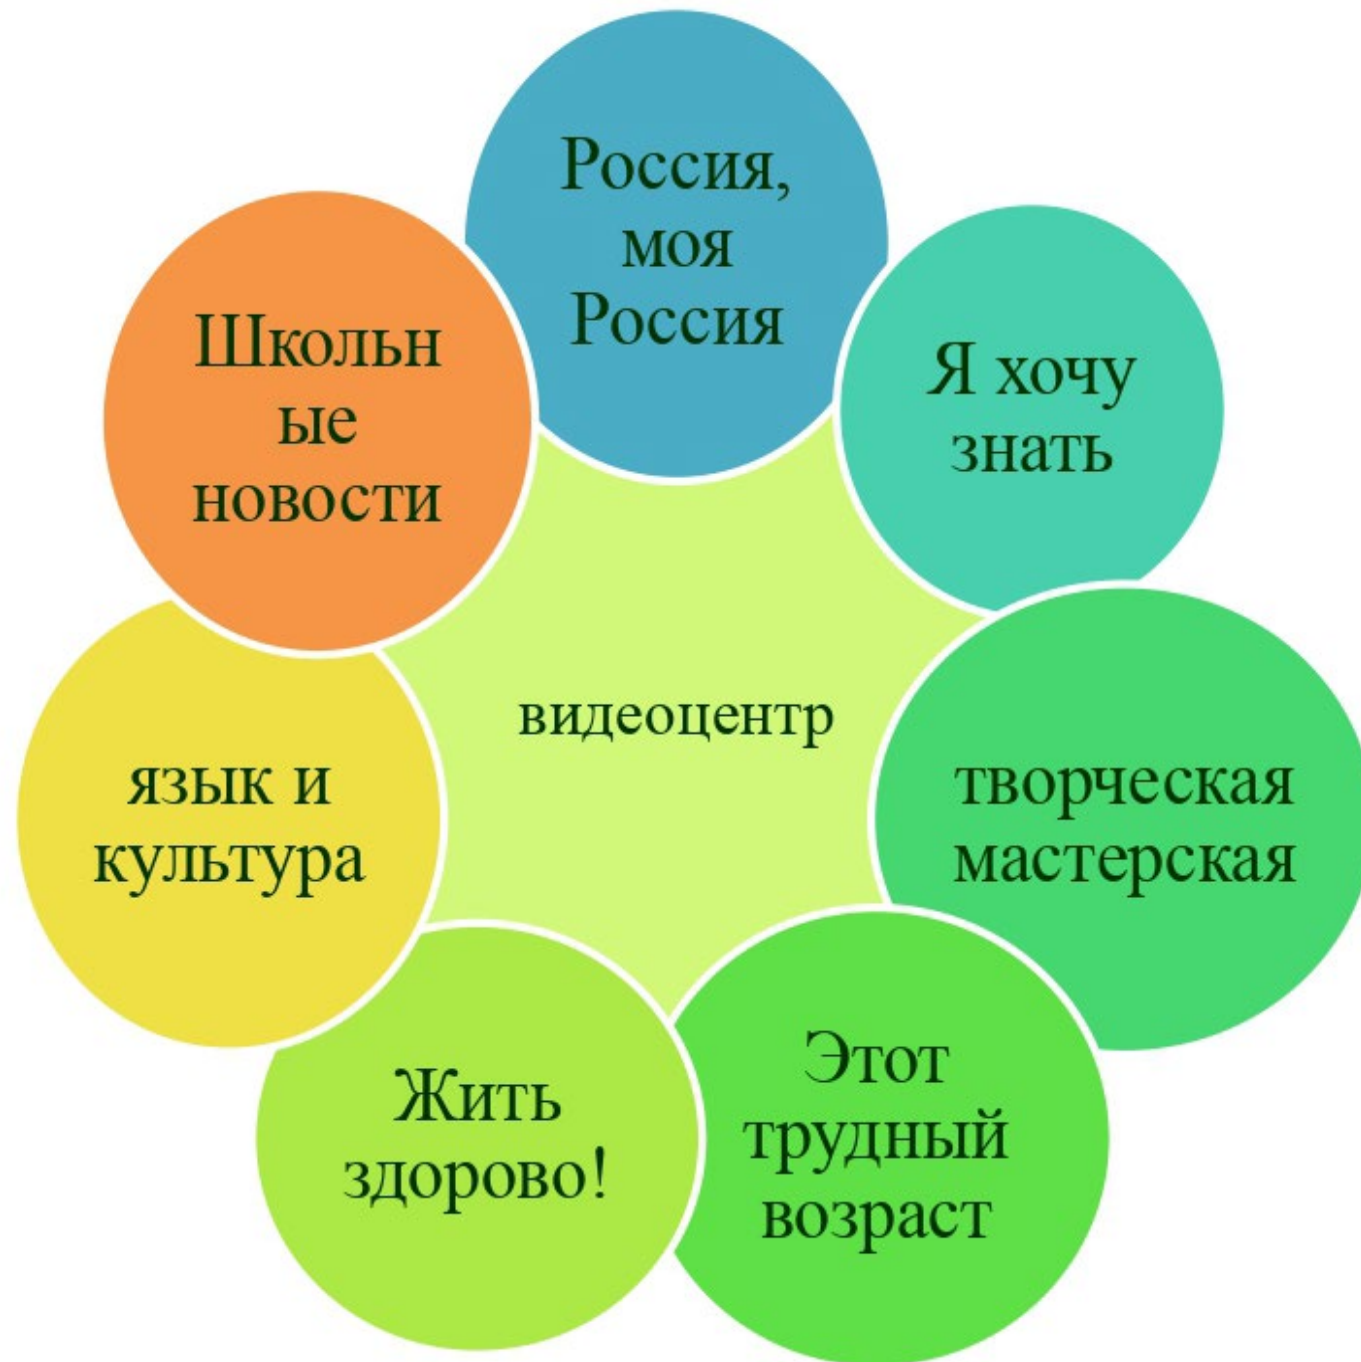 Россия,
моя
Россия
Я хочу
знать
творческая
мастерская
Этот
трудный
возраст
Жить
здорово!
язык и
культура
Школьн
ые
новости
видеоцентр